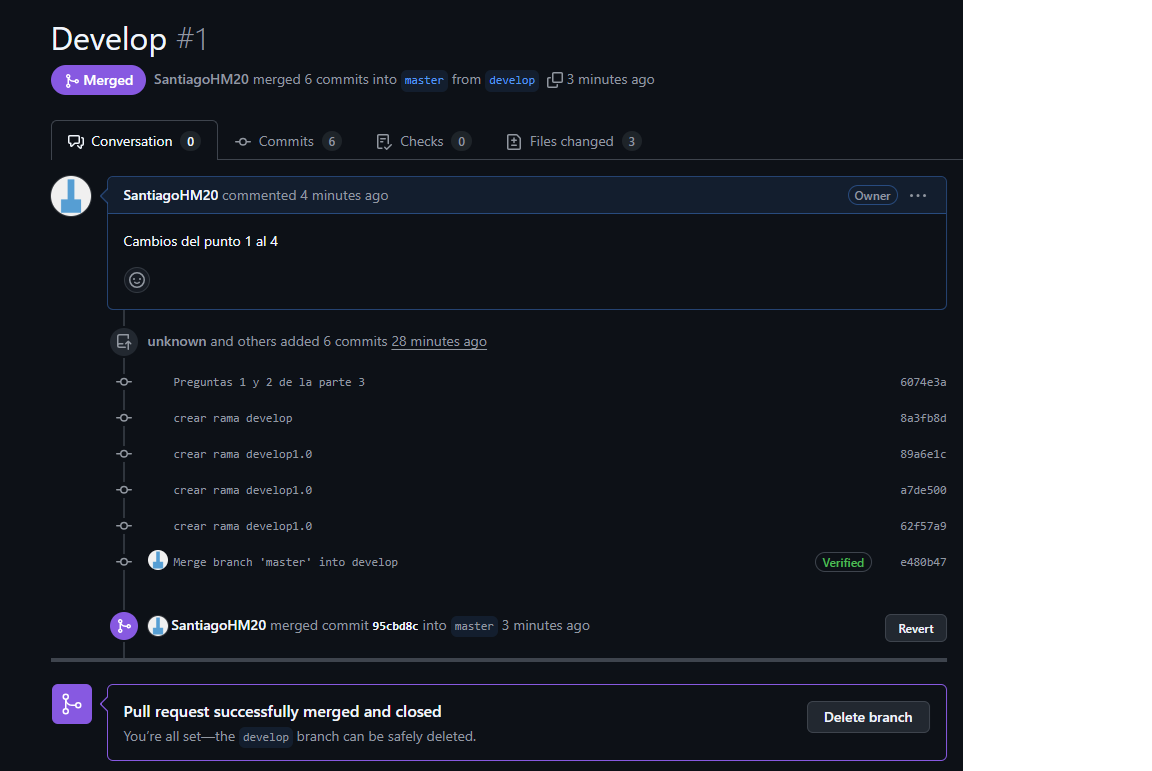 Develop #1
Merged SantiagoHM20 merged 6 commits into master from develop 3 minutes ago
Conversation 0 Commits 6 Checks 0 Files changed 3
SantiagoHM20 commented 4 minutes ago Owner ...
Cambios del punto 1 al 4
unknown and others added 6 commits 28 minutes ago
Preguntas 1 y 2 de la parte 3 6074e3a
crear rama develop 8a3fb8d
crear rama develop1.0 89a6e1c
crear rama develop1.0 a7de500
crear rama develop1.0 62f57a9
Merge branch 'master' into develop Verified e480b47
SantiagoHM20 merged commit 95cbd8c into master 3 minutes ago Revert
Pull request successfully merged and closed
You're all set—the develop branch can be safely deleted.
Delete branch